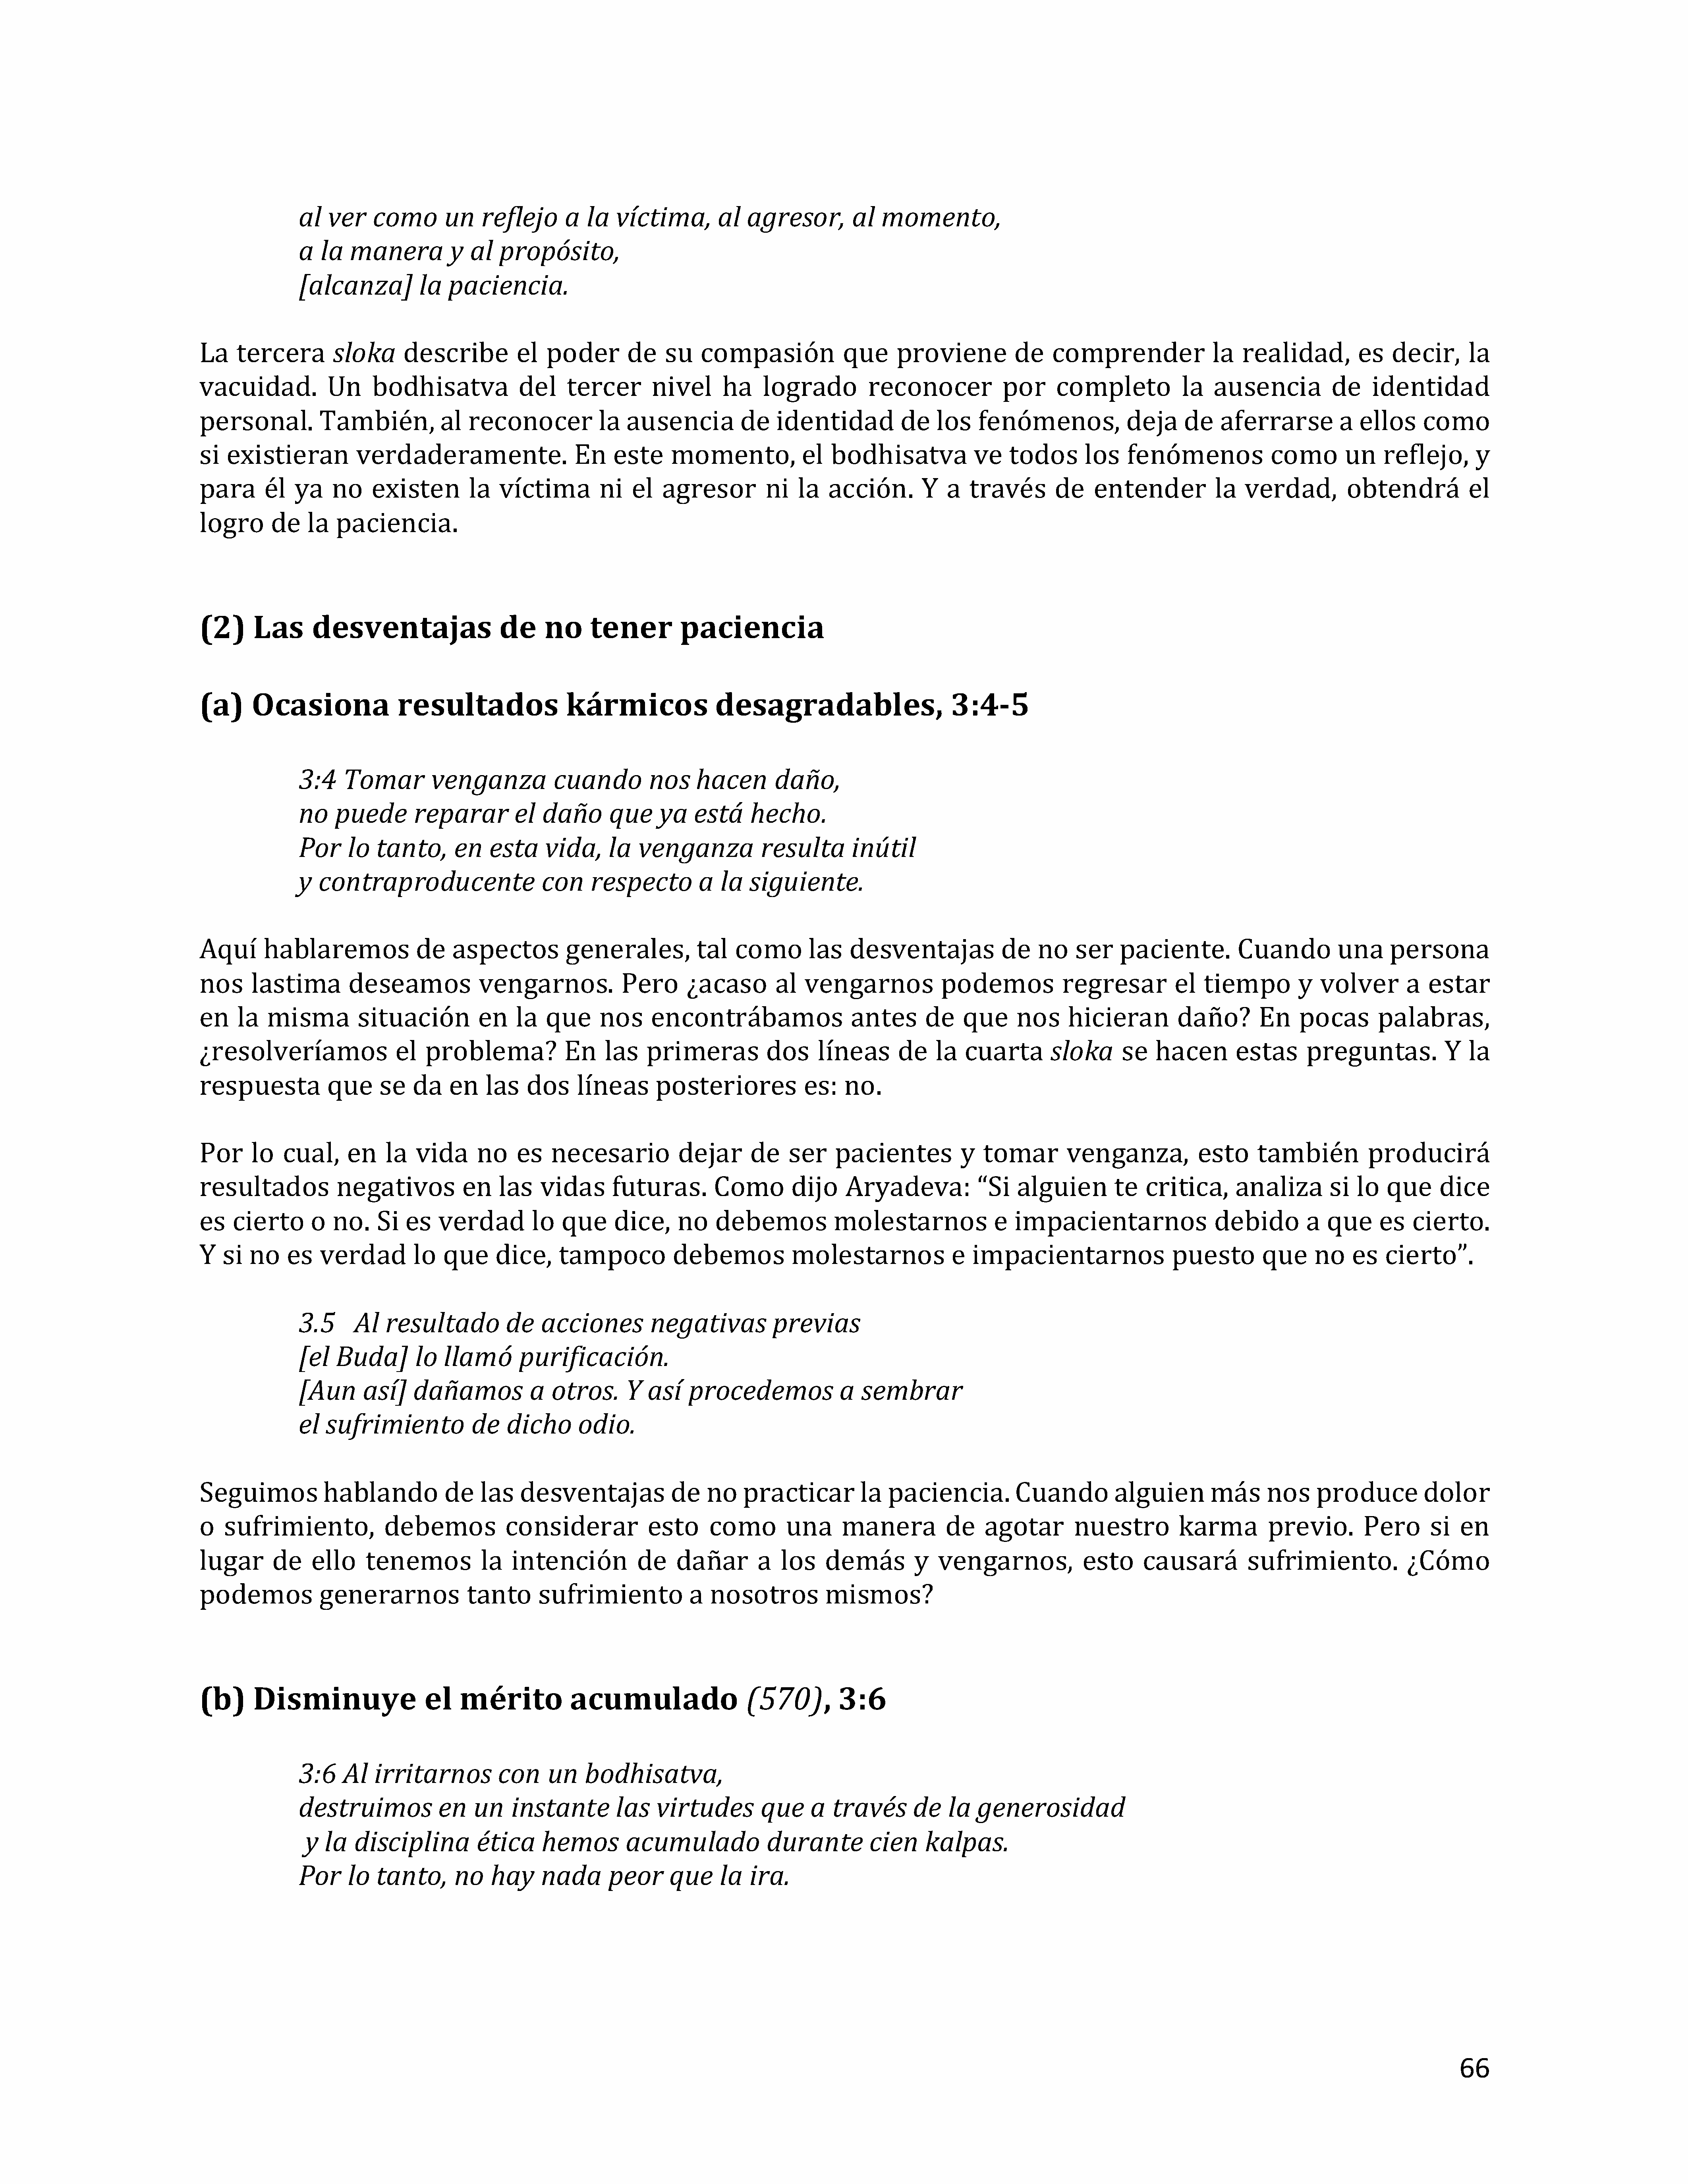 al ver como un reflejo a la víctima, al agresor, al momento,
a la manera y al propósito,
[alcanza] la paciencia.
La tercera sloka describe el poder de su compasión que proviene de comprender la realidad, es decir, la
vacuidad. Un bodhisatva del tercer nivel ha logrado reconocer por completo la ausencia de identidad
personal. También, al reconocer la ausencia de identidad de los fenómenos, deja de aferrarse a ellos como
si existieran verdaderamente. En este momento, el bodhisatva ve todos los fenómenos como un reflejo, y
para él ya no existen la víctima ni el agresor ni la acción. Y a través de entender la verdad, obtendrá el
logro de la paciencia.
(2) Las desventajas de no tener paciencia
(a) Ocasiona resultados kármicos desagradables, 3:4-5
3:4 Tomar venganza cuando nos hacen daño,
no puede reparar el daño que ya está hecho.
Por lo tanto, en esta vida, la venganza resulta inútil
y contraproducente con respecto a la siguiente.
Aquí hablaremos de aspectos generales, tal como las desventajas de no ser paciente. Cuando una persona
nos lastima deseamos vengarnos. Pero ¿acaso al vengarnos podemos regresar el tiempo y volver a estar
en la misma situación en la que nos encontrábamos antes de que nos hicieran daño? En pocas palabras,
¿resolveríamos el problema? En las primeras dos líneas de la cuarta sloka se hacen estas preguntas. Y la
respuesta que se da en las dos líneas posteriores es: no.
Por lo cual, en la vida no es necesario dejar de ser pacientes y tomar venganza, esto también producirá
resultados negativos en las vidas futuras. Como dijo Aryadeva: “Si alguien te critica, analiza si lo que dice
es cierto o no. Si es verdad lo que dice, no debemos molestarnos e impacientarnos debido a que es cierto.
Y si no es verdad lo que dice, tampoco debemos molestarnos e impacientarnos puesto que no es cierto”.
3.5 Al resultado de acciones negativas previas
[el Buda] lo llamó purificación.
[Aun así] dañamos a otros. Y así procedemos a sembrar
el sufrimiento de dicho odio.
Seguimos hablando de las desventajas de no practicar la paciencia. Cuando alguien más nos produce dolor
o sufrimiento, debemos considerar esto como una manera de agotar nuestro karma previo. Pero si en
lugar de ello tenemos la intención de dañar a los demás y vengarnos, esto causará sufrimiento. ¿Cómo
podemos generarnos tanto sufrimiento a nosotros mismos?
(b) Disminuye el mérito acumulado (570), 3:6
3:6 Al irritarnos con un bodhisatva,
destruimos en un instante las virtudes que a través de la generosidad
y la disciplina ética hemos acumulado durante cien kalpas.
Por lo tanto, no hay nada peor que la ira.
66